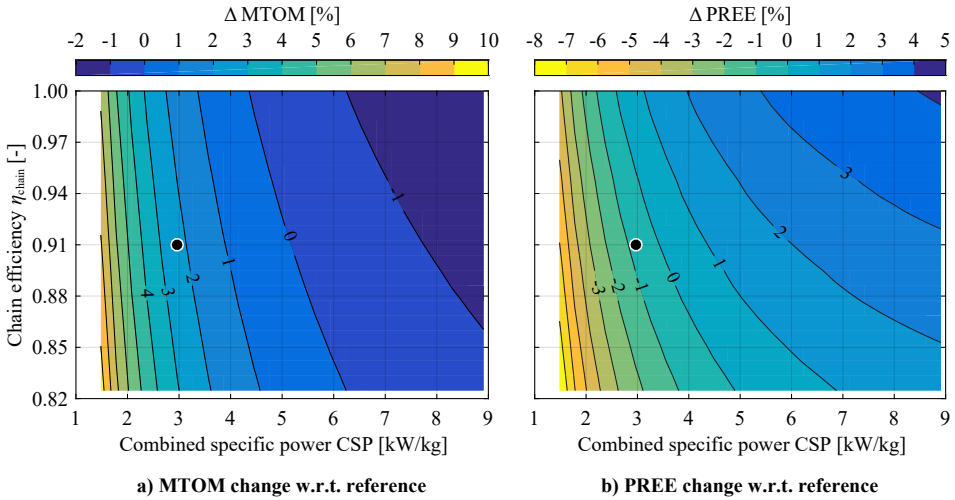 Δ MTOM [%]
-2 -1 0 1 2 3 4 5 6 7 8 9 10
1.00
0.97
0.94
0.91
0.88
0.85
0.82
Chain efficiency ηchain [-]
4 3 2 1 0 -1
1 2 3 4 5 6 7 8 9
Combined specific power CSP [kW/kg]
a) MTOM change w.r.t. reference
Δ PREE [%]
-8 -7 -6 -5 -4 -3 -2 -1 0 1 2 3 4 5
-3 -2 -1 0 1 2 3
1 2 3 4 5 6 7 8 9
Combined specific power CSP [kW/kg]
b) PREE change w.r.t. reference